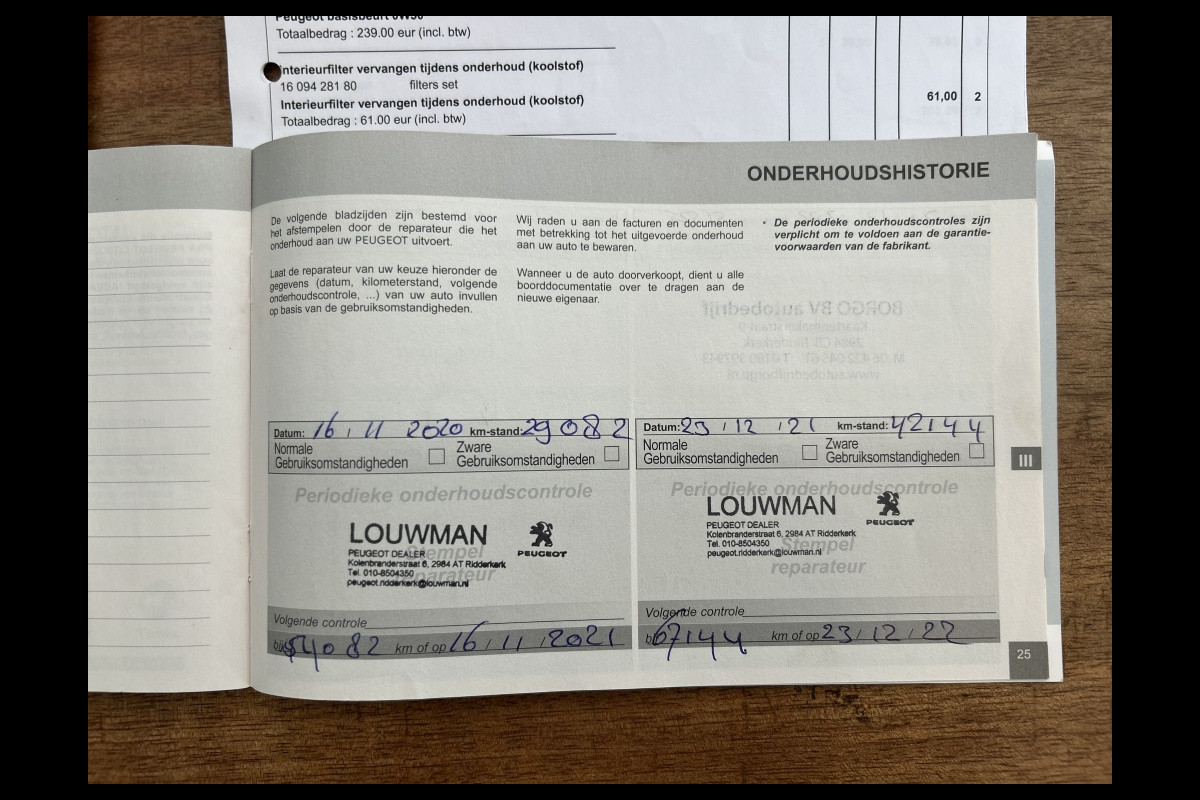 Peugeot basisbeurt 0W30
Totaalbedrag : 239.00 eur (incl. btw)
Interieurfilter vervangen tijdens onderhoud (koolstof)
16 094 281 80 filters set
Interieurfilter vervangen tijdens onderhoud (koolstof)
61,00 2
Totaalbedrag : 61.00 eur (incl. btw)
ONDERHOUDSHISTORIE
De volgende bladzijden zijn bestemd voor
het afstempelen door de reparateur die het
onderhoud aan uw PEUGEOT uitvoert.
Laat de reparateur van uw keuze hieronder de
gegevens (datum, kilometerstand, volgende
onderhoudscontrole, ...) van uw auto invullen
op basis van de gebruiksomstandigheden.
Wij raden u aan de facturen en documenten
met betrekking tot het uitgevoerde onderhoud
aan uw auto te bewaren.
Wanneer u de auto doorverkoopt, dient u alle
boorddocumentatie over te dragen aan de
nieuwe eigenaar.
• De periodieke onderhoudscontroles zijn
verplicht om te voldoen aan de garantie-
voorwaarden van de fabrikant.
Datum: 16 / 11 2020 km-stand: 29082
Normale
Gebruiksomstandigheden
Zware
Gebruiksomstandigheden
Periodieke onderhoudscontrole
LOUWMAN
PEUGEOT
PEUGEOT DEALER
Stempel
Kolenbranderstraat 6, 2984 AT Ridderkerk
Tel. 010-8504350
reparateur
peugeot.ridderkerk@louwman.nl
Volgende controle
bij 54082 km of op 16 / 11 / 2021
Datum: 23 / 12 / 21 km-stand: 42144
Normale
Gebruiksomstandigheden
Zware
Gebruiksomstandigheden
Periodieke onderhoudscontrole
LOUWMAN
PEUGEOT
PEUGEOT DEALER
Kolenbranderstraat 6, 2984 AT Ridderkerk
Tel. 010-8504350
Stempel
peugeot.ridderkerk@louwman.nl
reparateur
Volgende controle
bij 67144 km of op 23 / 12 / 22
III
25